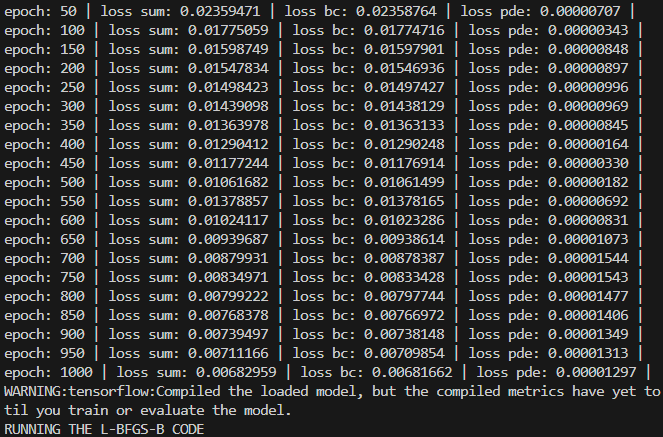 epoch: 50 | loss sum: 0.02359471 | loss bc: 0.02358764 | loss pde: 0.00000707 |
epoch: 100 | loss sum: 0.01775059 | loss bc: 0.01774716 | loss pde: 0.00000343 |
epoch: 150 | loss sum: 0.01598749 | loss bc: 0.01597901 | loss pde: 0.00000848 |
epoch: 200 | loss sum: 0.01547834 | loss bc: 0.01546936 | loss pde: 0.00000897 |
epoch: 250 | loss sum: 0.01498423 | loss bc: 0.01497427 | loss pde: 0.00000996 |
epoch: 300 | loss sum: 0.01439098 | loss bc: 0.01438129 | loss pde: 0.00000969 |
epoch: 350 | loss sum: 0.01363978 | loss bc: 0.01363133 | loss pde: 0.00000845 |
epoch: 400 | loss sum: 0.01290412 | loss bc: 0.01290248 | loss pde: 0.00000164 |
epoch: 450 | loss sum: 0.01177244 | loss bc: 0.01176914 | loss pde: 0.00000330 |
epoch: 500 | loss sum: 0.01061682 | loss bc: 0.01061499 | loss pde: 0.00000182 |
epoch: 550 | loss sum: 0.01378857 | loss bc: 0.01378165 | loss pde: 0.00000692 |
epoch: 600 | loss sum: 0.01024117 | loss bc: 0.01023286 | loss pde: 0.00000831 |
epoch: 650 | loss sum: 0.00939687 | loss bc: 0.00938614 | loss pde: 0.00001073 |
epoch: 700 | loss sum: 0.00879931 | loss bc: 0.00878387 | loss pde: 0.00001544 |
epoch: 750 | loss sum: 0.00834971 | loss bc: 0.00833428 | loss pde: 0.00001543 |
epoch: 800 | loss sum: 0.00799222 | loss bc: 0.00797744 | loss pde: 0.00001477 |
epoch: 850 | loss sum: 0.00768378 | loss bc: 0.00766972 | loss pde: 0.00001406 |
epoch: 900 | loss sum: 0.00739497 | loss bc: 0.00738148 | loss pde: 0.00001349 |
epoch: 950 | loss sum: 0.00711166 | loss bc: 0.00709854 | loss pde: 0.00001313 |
epoch: 1000 | loss sum: 0.00682959 | loss bc: 0.00681662 | loss pde: 0.00001297 |
WARNING:tensorflow:Compiled the loaded model, but the compiled metrics have yet to
til you train or evaluate the model.
RUNNING THE L-BFGS-B CODE